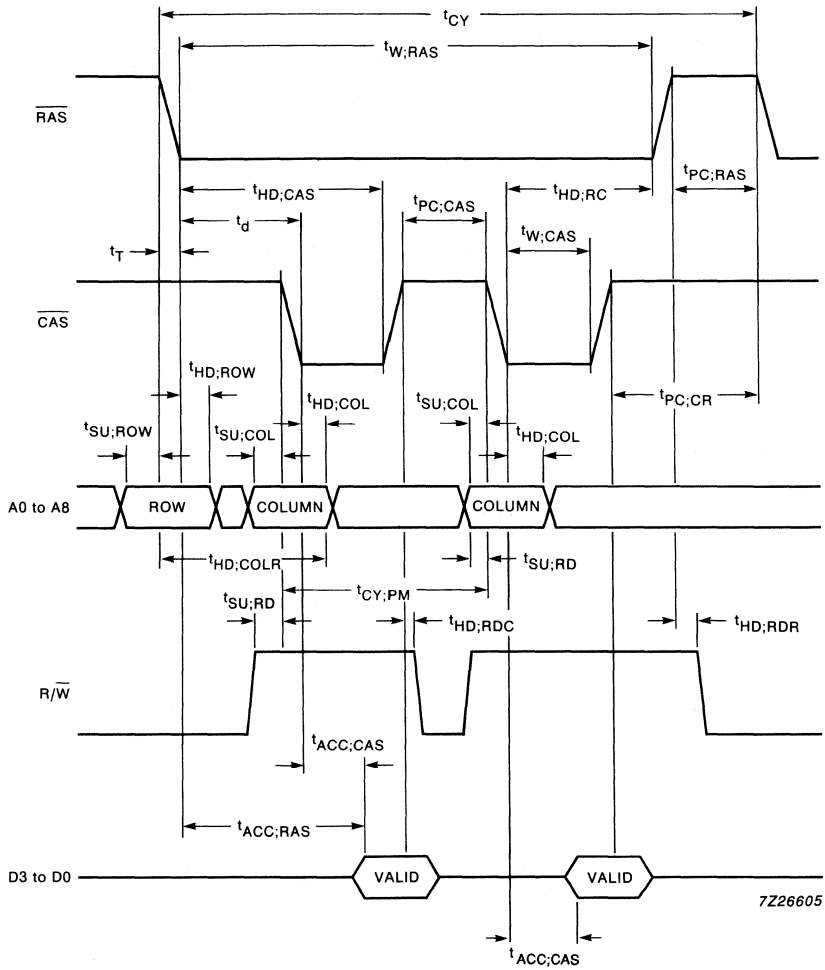 tCY
tW;RAS
RAS
tPC;RAS
tHD;CAS
tPC;CAS
tHD;RC
td
tW;CAS
tT
CAS
tHD;ROW
tHD;COL
tSU;COL
tPC;CR
tSU;ROW
tSU;COL
tHD;COL
A0 to A8
ROW
COLUMN
COLUMN
tHD;COLR
tSU;RD
tCY;PM
tSU;RD
tHD;RDC
tHD;RDR
R/W
tACC;CAS
tACC;RAS
D3 to D0
VALID
VALID
7Z26605
tACC;CAS